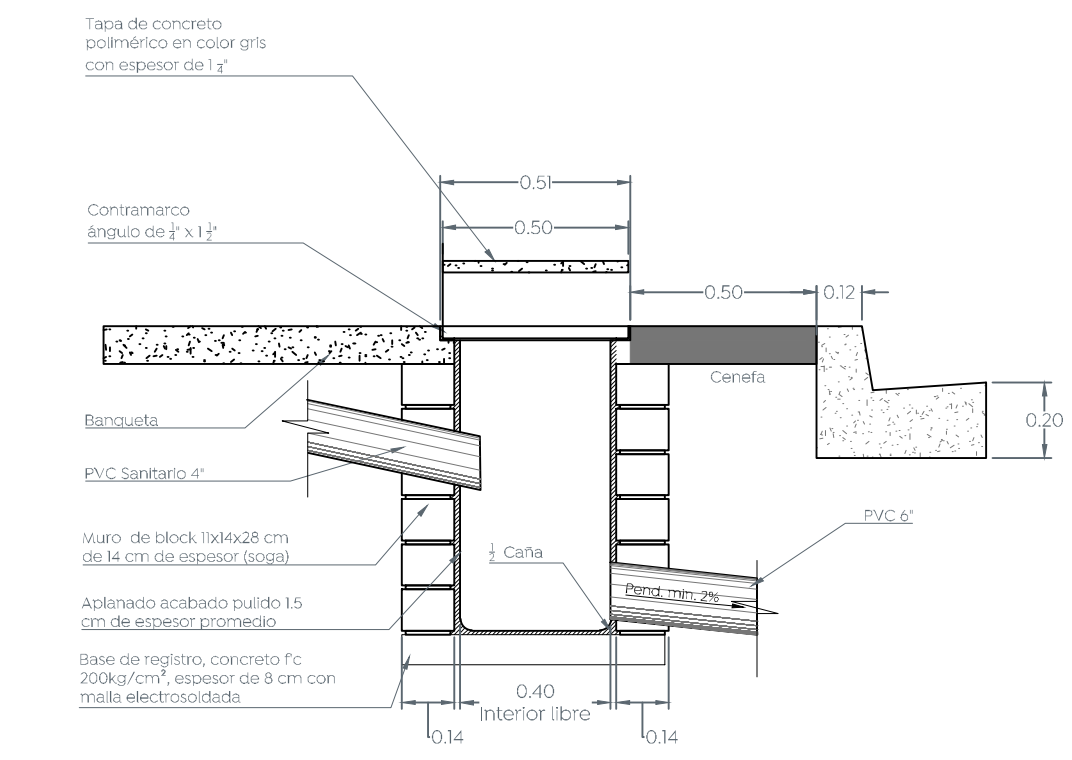 Tapa de concreto
polimérico en color gris
con espesor de 1 1/4"
0.51
Contramarco
ángulo de 1/4" x 1 1/2"
0.50
0.50
0.12
Cenefa
Banqueta
0.20
PVC Sanitario 4"
PVC 6"
Muro de block 11x14x28 cm
de 14 cm de espesor (soga)
1/2 Caña
Pend. min. 2%
Aplanado acabado pulido 1.5
cm de espesor promedio
Base de registro, concreto f'c
200kg/cm², espesor de 8 cm con
malla electrosoldada
0.40
Interior libre
0.14
0.14